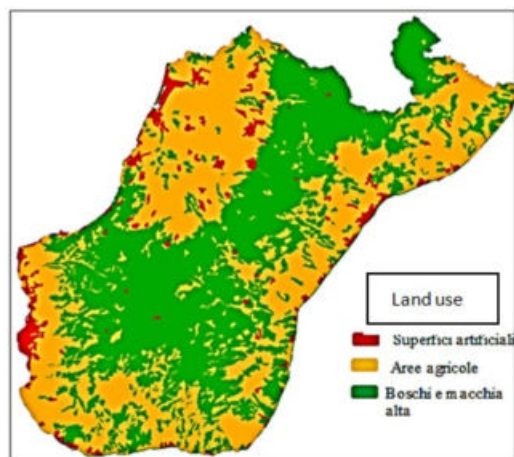 Land use
Superfici artificiali
Aree agricole
Boschi e macchia
alta